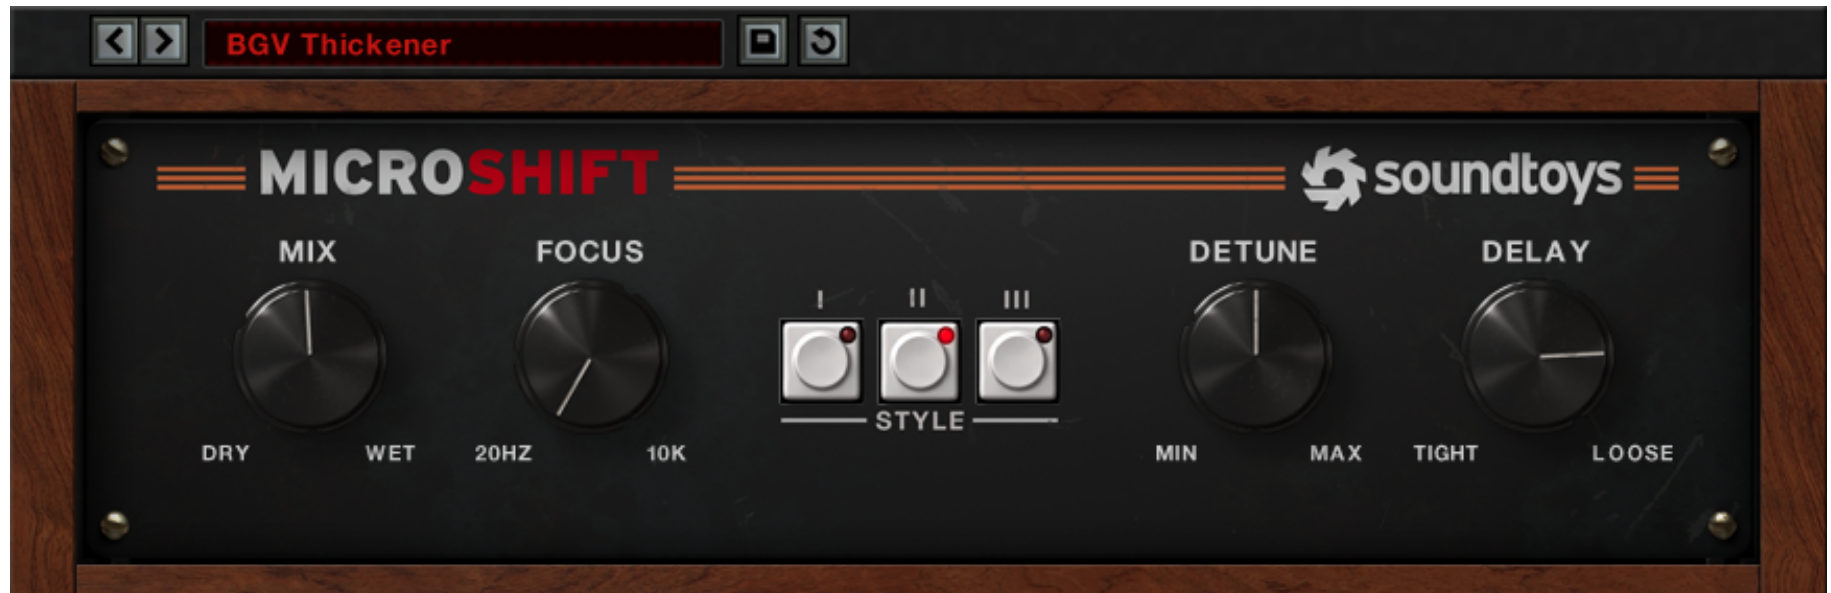 BGV Thickener
MICROSHIFT
soundtoys
MIX
FOCUS
DETUNE
DELAY
I II III
STYLE
DRY WET
20HZ 10K
MIN MAX
TIGHT LOOSE